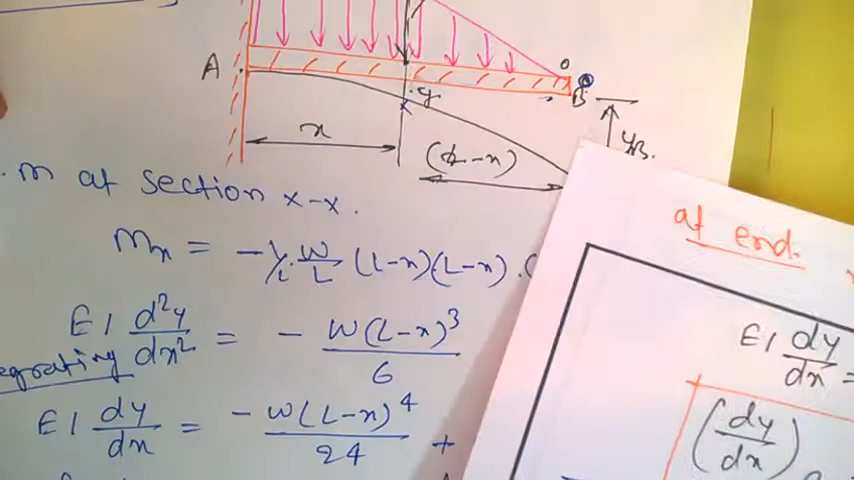 A
O
y
B
x
x
(L-x)
yB.
.m at section x-x.
Mx = -1/2·w/L (L-x)(L-x).(
EI d²y/dx² = - w(L-x)³/6
egrating
EI dy/dx = -w(L-x)⁴/24 +
at end.
EI dy/dx =
(dy/dx)